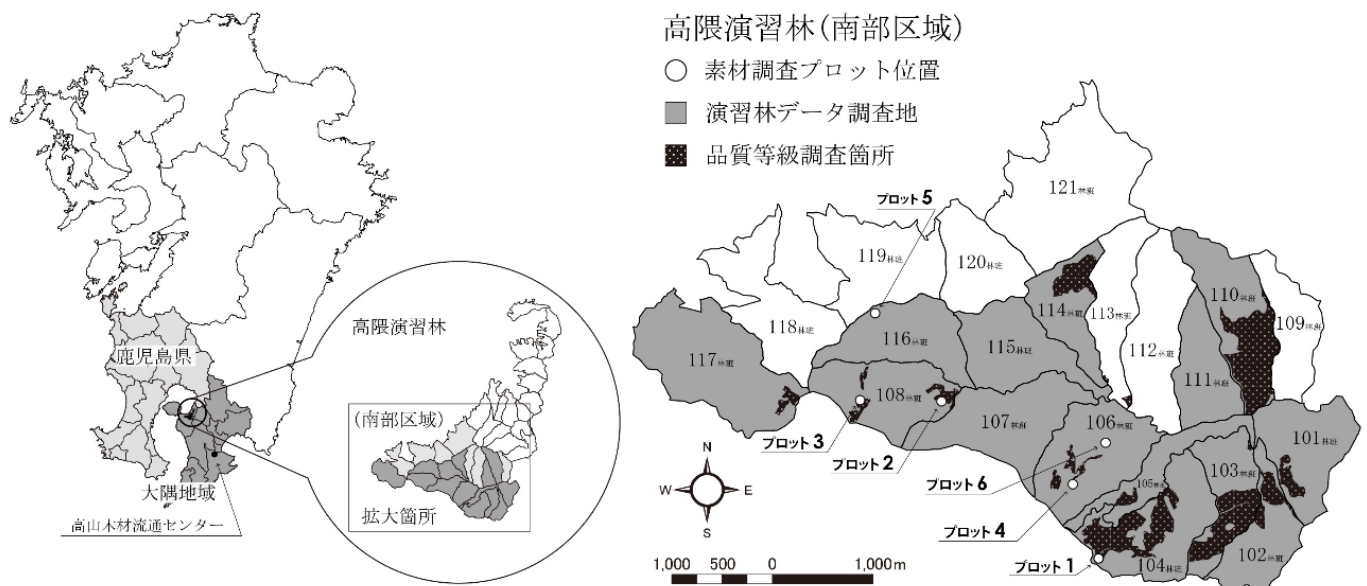 鹿児島県
大隅地域
高山木材流通センター
高隈演習林
(南部区域)
拡大箇所
高隈演習林(南部区域)
素材調査プロット位置
演習林データ調査地
品質等級調査箇所
121林班
プロット5
119林班
120林班
118林班
114林班
113林班
110林班
109林班
117林班
116林班
115林班
112林班
111林班
108林班
107林班
106林班
101林班
プロット3
プロット2
103林班
プロット6
105林班
プロット4
プロット1
104林班
102林班
N
W
E
S
1,000 500 0 1,000m